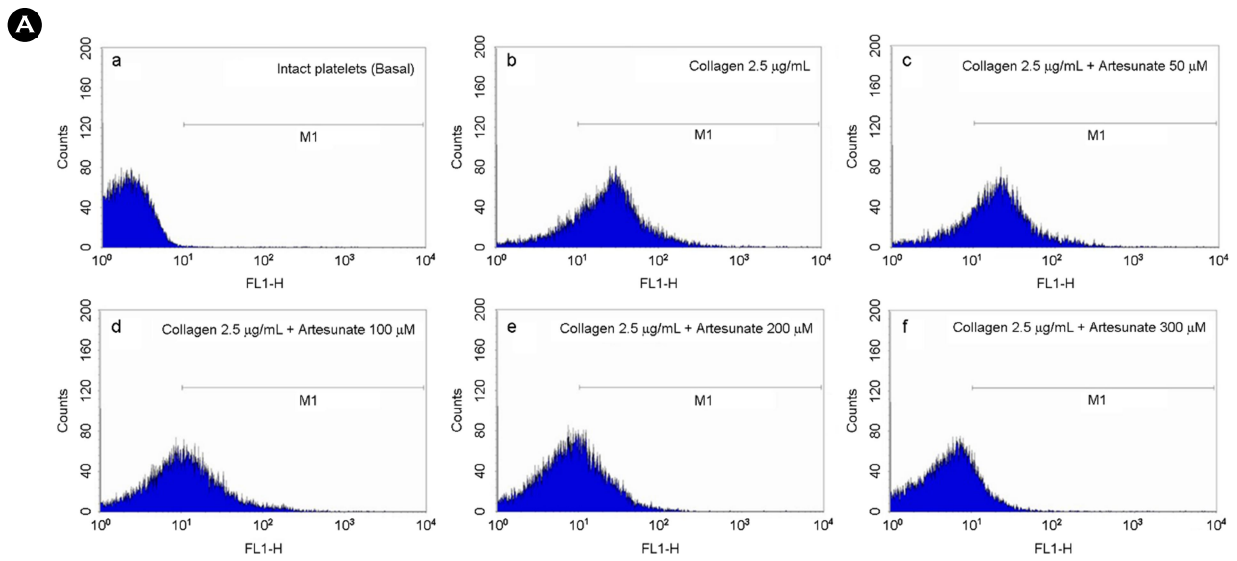 A
a
Intact platelets (Basal)
200
160
120
80
40
0
Counts
M1
10⁰ 10¹ 10² 10³ 10⁴
FL1-H
b
Collagen 2.5 μg/mL
200
160
120
80
40
0
Counts
M1
10⁰ 10¹ 10² 10³ 10⁴
FL1-H
c
Collagen 2.5 μg/mL + Artesunate 50 μM
200
160
120
80
40
0
Counts
M1
10⁰ 10¹ 10² 10³ 10⁴
FL1-H
d
Collagen 2.5 μg/mL + Artesunate 100 μM
200
160
120
80
40
0
Counts
M1
10⁰ 10¹ 10² 10³ 10⁴
FL1-H
e
Collagen 2.5 μg/mL + Artesunate 200 μM
200
160
120
80
40
0
Counts
M1
10⁰ 10¹ 10² 10³ 10⁴
FL1-H
f
Collagen 2.5 μg/mL + Artesunate 300 μM
200
160
120
80
40
0
Counts
M1
10⁰ 10¹ 10² 10³ 10⁴
FL1-H